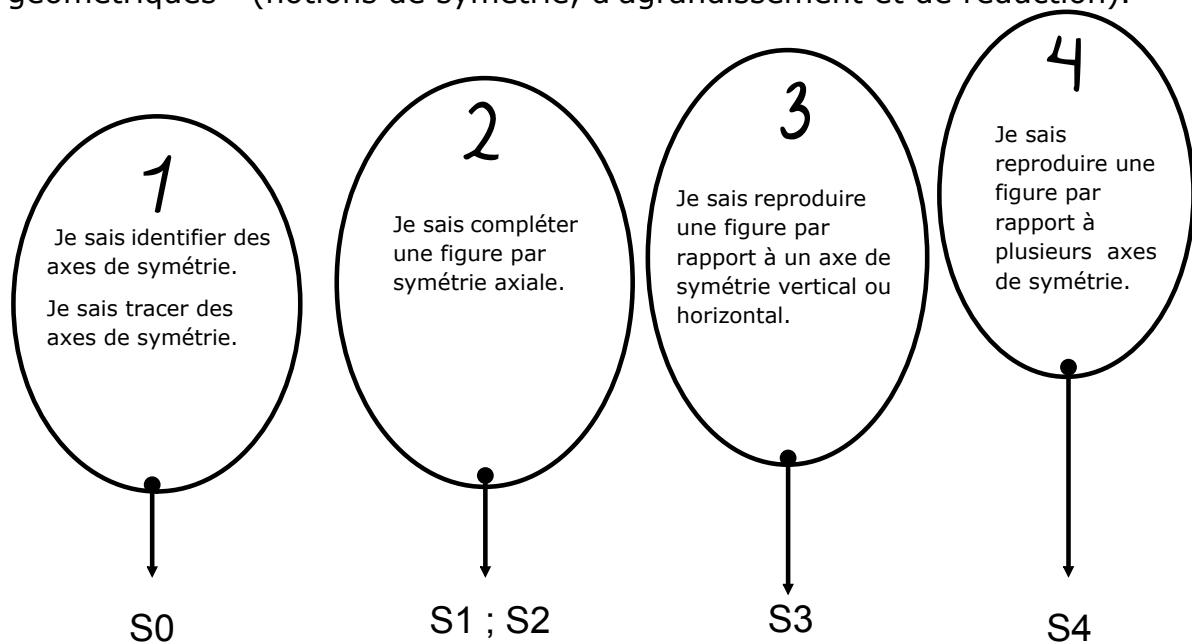 géométriques" (notions de symétrie, d'agrandissement et de réduction).
1
Je sais identifier des
axes de symétrie.
Je sais tracer des
axes de symétrie.
2
Je sais compléter
une figure par
symétrie axiale.
3
Je sais reproduire
une figure par
rapport à un axe de
symétrie vertical ou
horizontal.
4
Je sais
reproduire une
figure par
rapport à
plusieurs axes
de symétrie.
S0
S1 ; S2
S3
S4